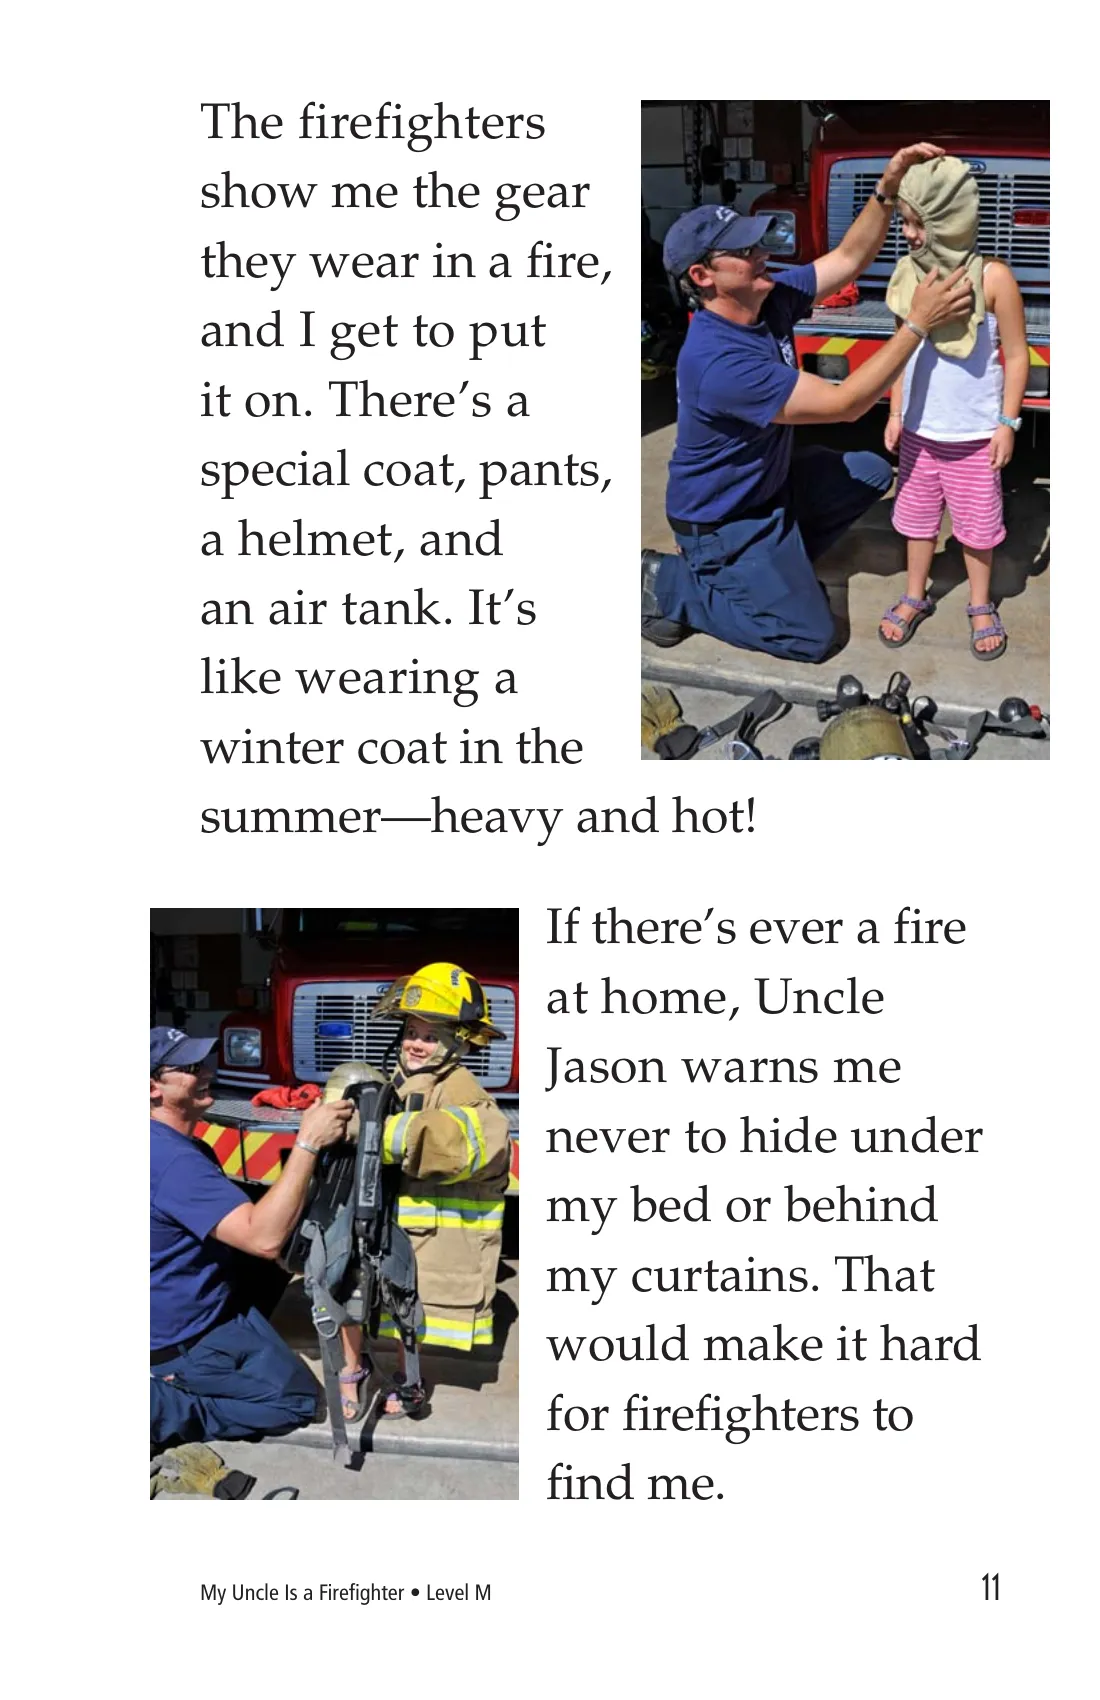 The firefighters
show me the gear
they wear in a fire,
and I get to put
it on. There’s a
special coat, pants,
a helmet, and
an air tank. It’s
like wearing a
winter coat in the
summer—heavy and hot!
If there’s ever a fire
at home, Uncle
Jason warns me
never to hide under
my bed or behind
my curtains. That
would make it hard
for firefighters to
find me.
My Uncle Is a Firefighter • Level M
11